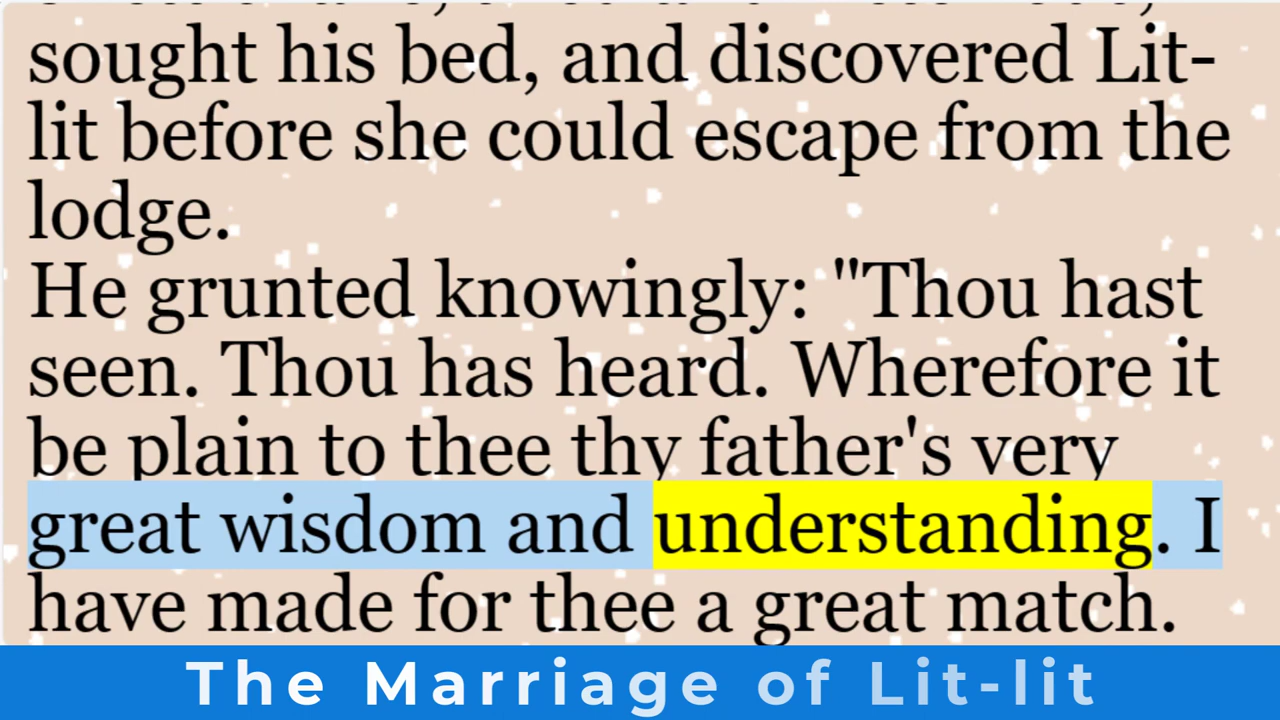 sought his bed, and discovered Lit-
lit before she could escape from the
lodge.
He grunted knowingly: "Thou hast
seen. Thou has heard. Wherefore it
be plain to thee thy father's very
great wisdom and understanding. I
have made for thee a great match.
The Marriage of Lit-lit